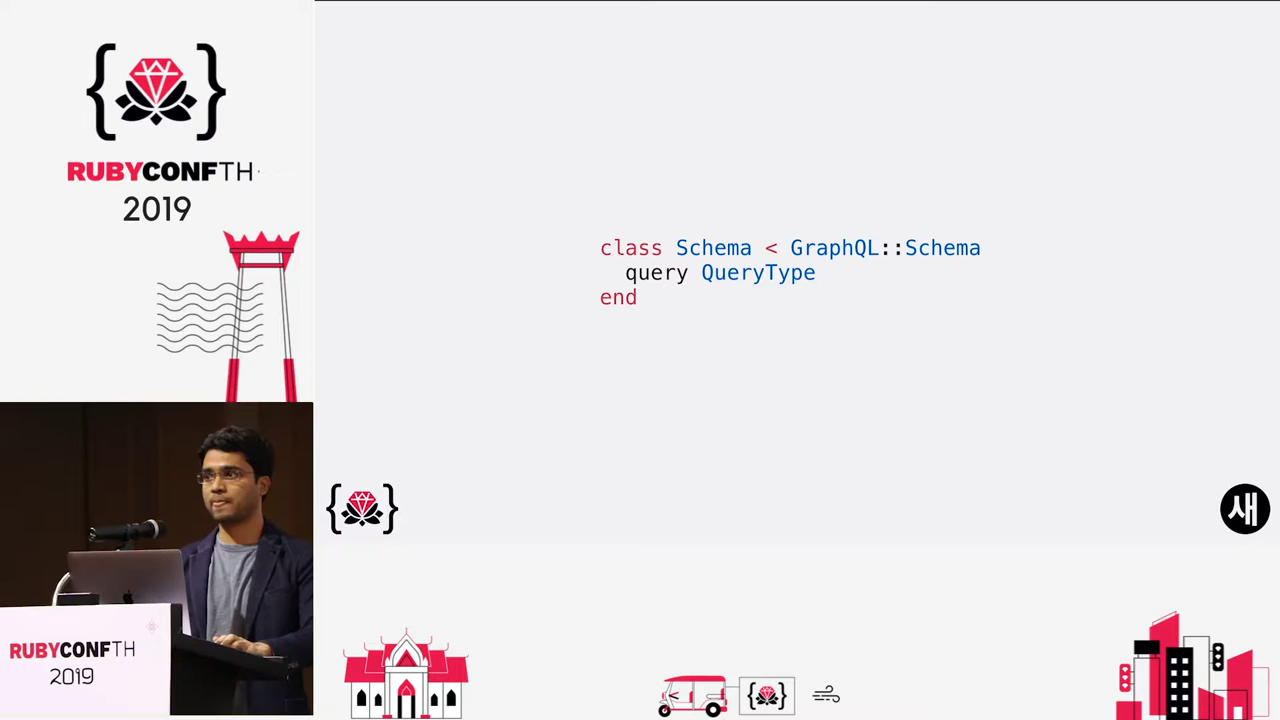 RUBYCONFTH
2019
class Schema < GraphQL::Schema
  query QueryType
end
새
RUBYCONFTH
2019